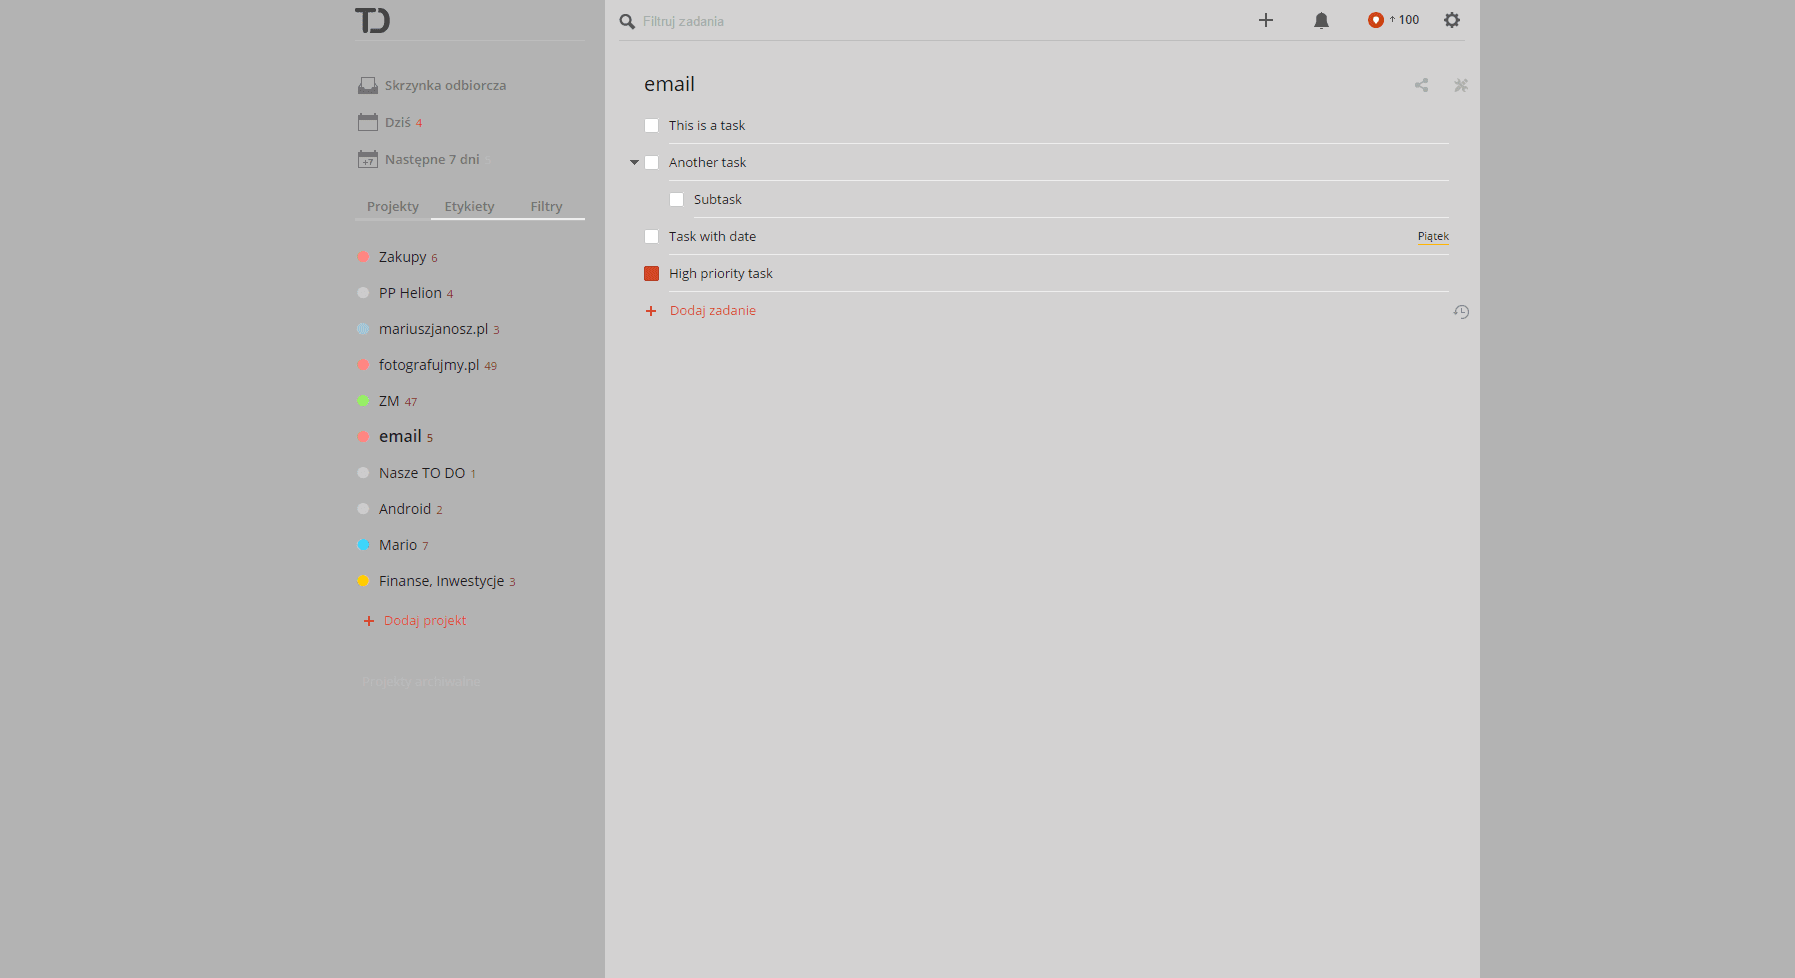 TD
Filtruj zadania
↑ 100
Skrzynka odbiorcza
Dziś 4
+7 Następne 7 dni
Projekty Etykiety Filtry
Zakupy 6
PP Helion 4
mariuszjanosz.pl 3
fotografujmy.pl 49
ZM 47
email 5
Nasze TO DO 1
Android 2
Mario 7
Finanse, Inwestycje 3
+ Dodaj projekt
Projekty archiwalne
email
This is a task
Another task
Subtask
Task with date Piątek
High priority task
+ Dodaj zadanie